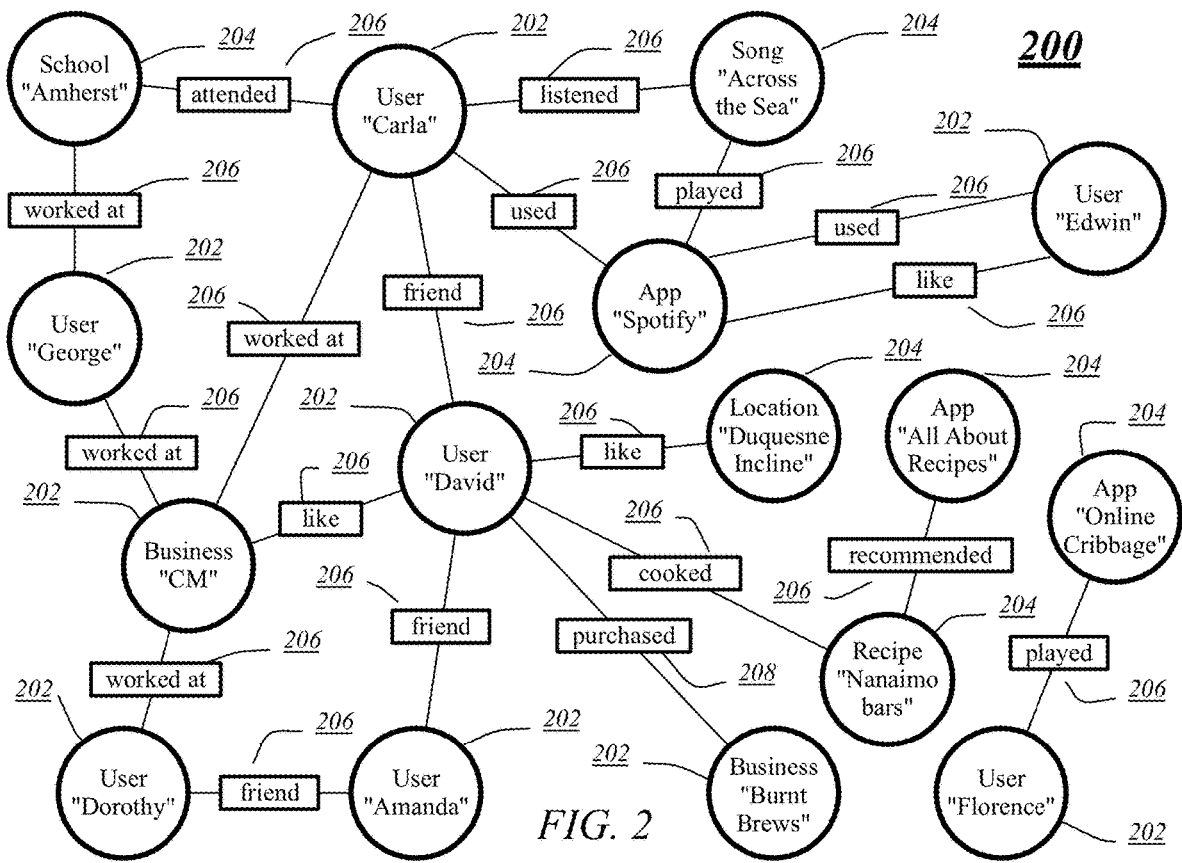 204
206
202
206
204
200
School
"Amherst"
attended
User
"Carla"
listened
Song
"Across
the Sea"
202
206
worked at
206
used
206
played
206
used
User
"Edwin"
202
206
friend
206
like
206
User
"George"
worked at
App
"Spotify"
204
204
204
206
202
206
Location
"Duquesne
Incline"
App
"All About
Recipes"
204
worked at
User
"David"
like
App
"Online
Cribbage"
202
206
like
206
Business
"CM"
cooked
recommended
206
206
friend
206
purchased
204
played
worked at
208
Recipe
"Nanaimo
bars"
206
202
206
202
202
User
"Dorothy"
friend
User
"Amanda"
Business
"Burnt
Brews"
User
"Florence"
FIG. 2
202